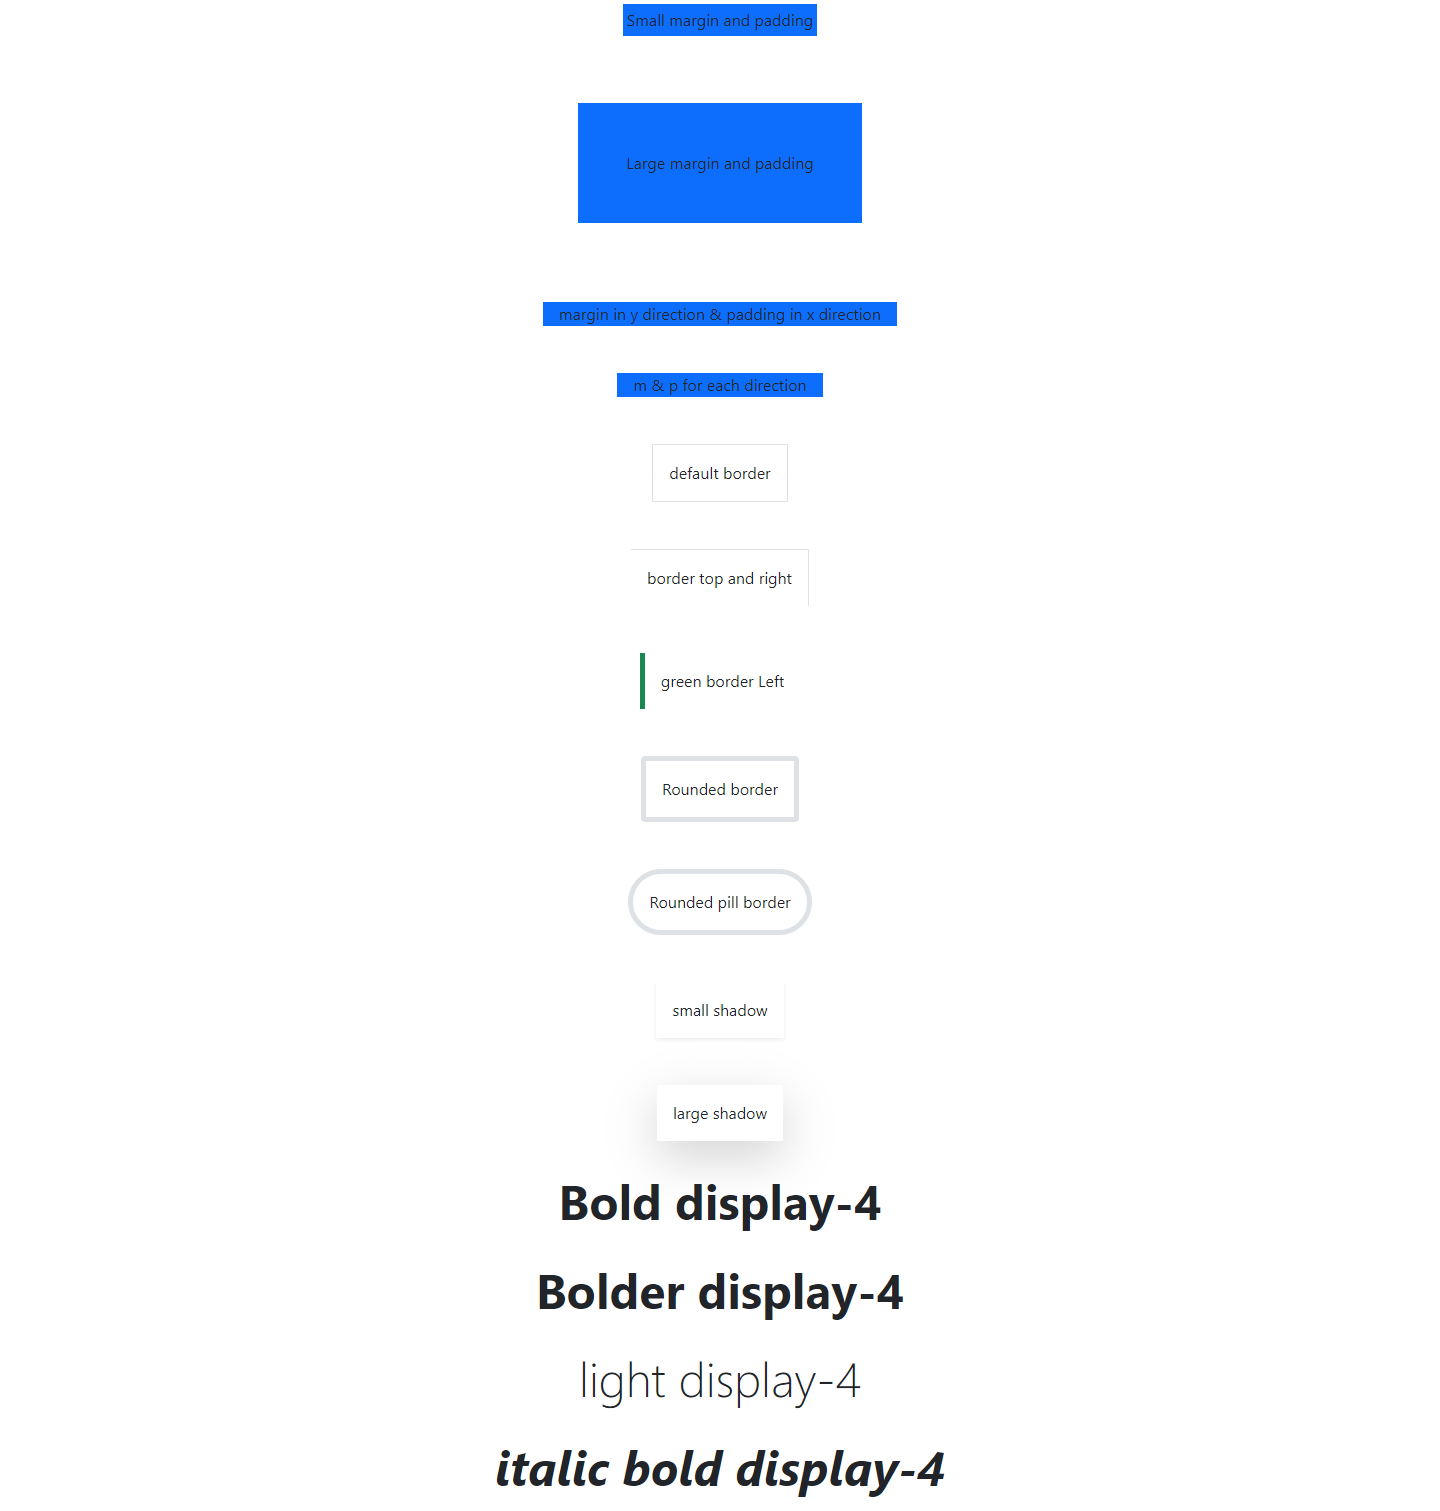 Small margin and padding
Large margin and padding
margin in y direction & padding in x direction
m & p for each direction
default border
border top and right
green border Left
Rounded border
Rounded pill border
small shadow
large shadow
Bold display-4
Bolder display-4
light display-4
italic bold display-4